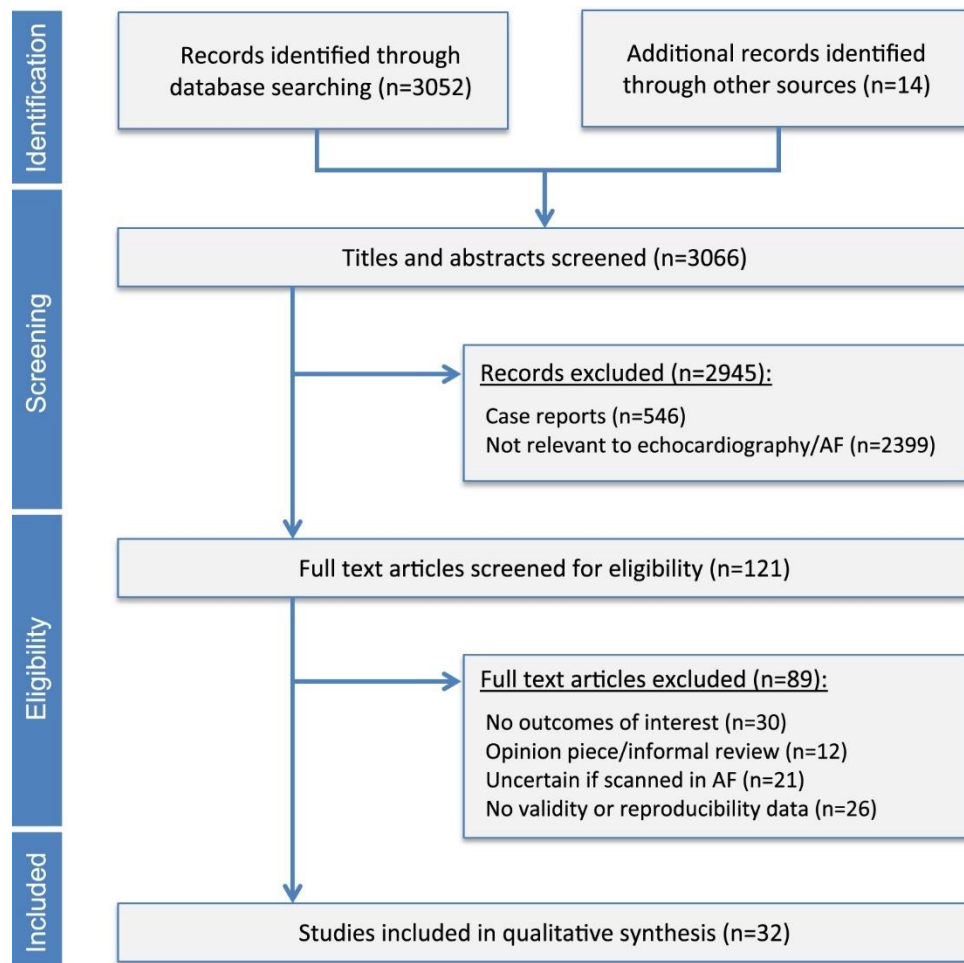 Identification
Records identified through
database searching (n=3052)
Additional records identified
through other sources (n=14)
Screening
Titles and abstracts screened (n=3066)
Records excluded (n=2945):
Case reports (n=546)
Not relevant to echocardiography/AF (n=2399)
Eligibility
Full text articles screened for eligibility (n=121)
Full text articles excluded (n=89):
No outcomes of interest (n=30)
Opinion piece/informal review (n=12)
Uncertain if scanned in AF (n=21)
No validity or reproducibility data (n=26)
Included
Studies included in qualitative synthesis (n=32)